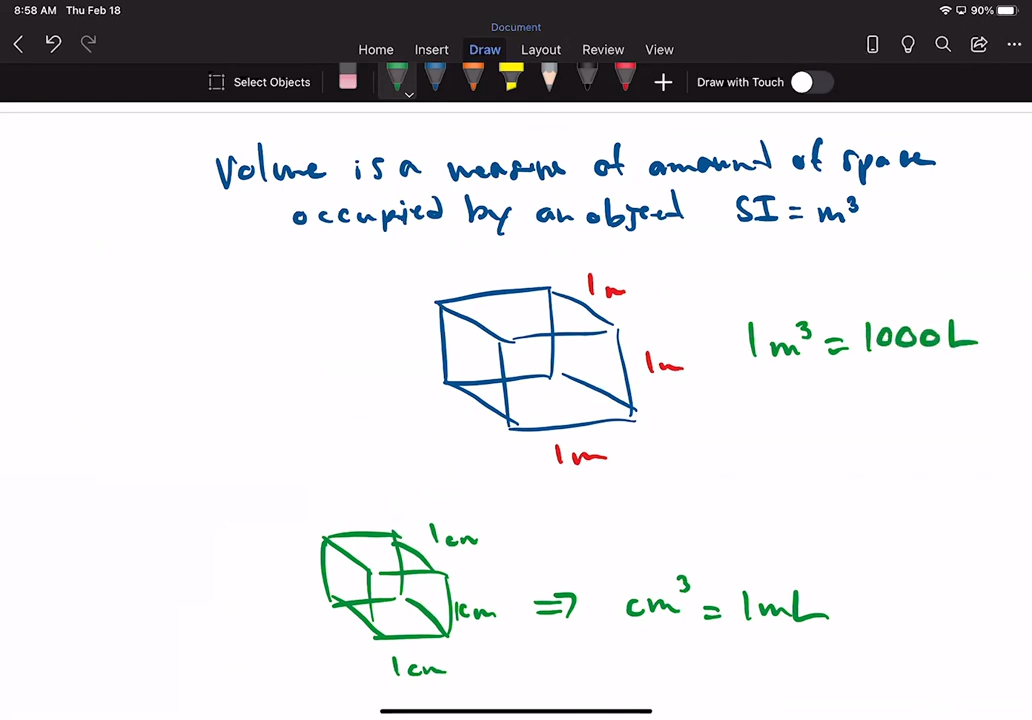 8:58 AM Thu Feb 18
90%
Document
Home Insert Draw Layout Review View
Select Objects
Draw with Touch
Volume is a measure of amount of space
occupied by an object SI = m³
1m
1m
1m
1m³ = 1000L
1cm
1cm
1cm
⇒ cm³ = 1mL